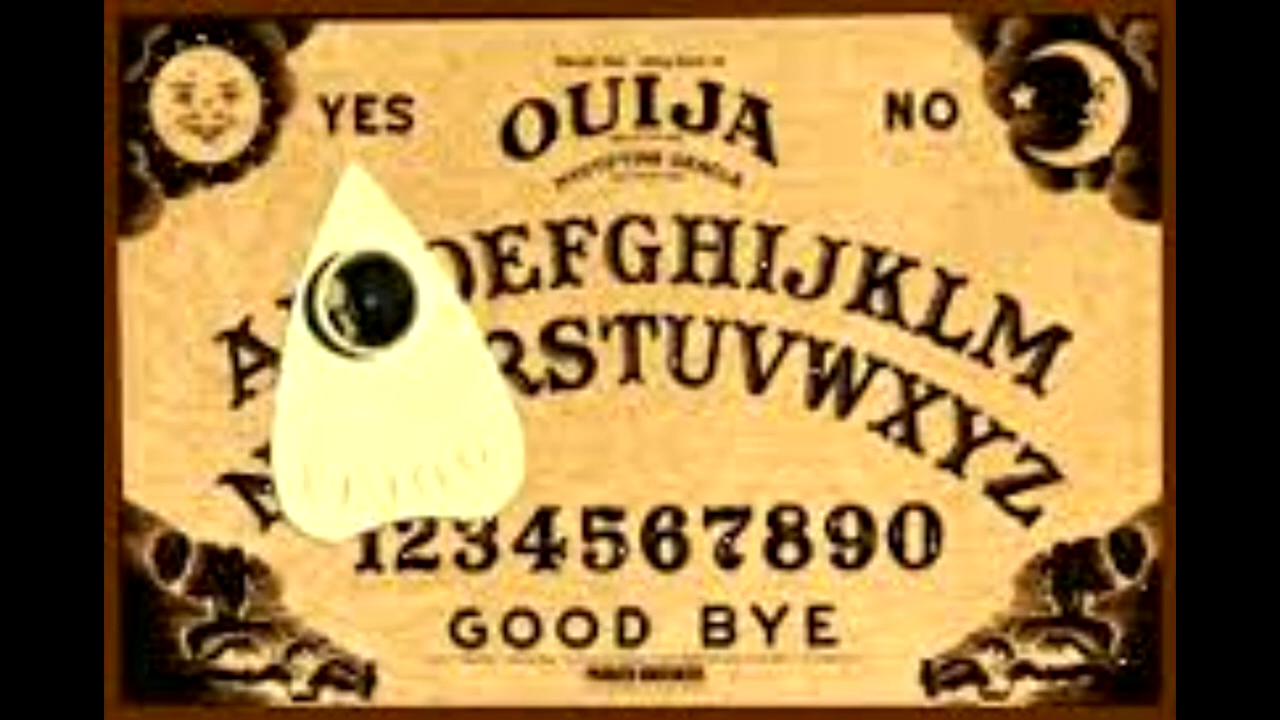 YES OUIJA NO
A DEFGHIJKLM
N RSTUVWXYZ
1234567890
GOOD BYE